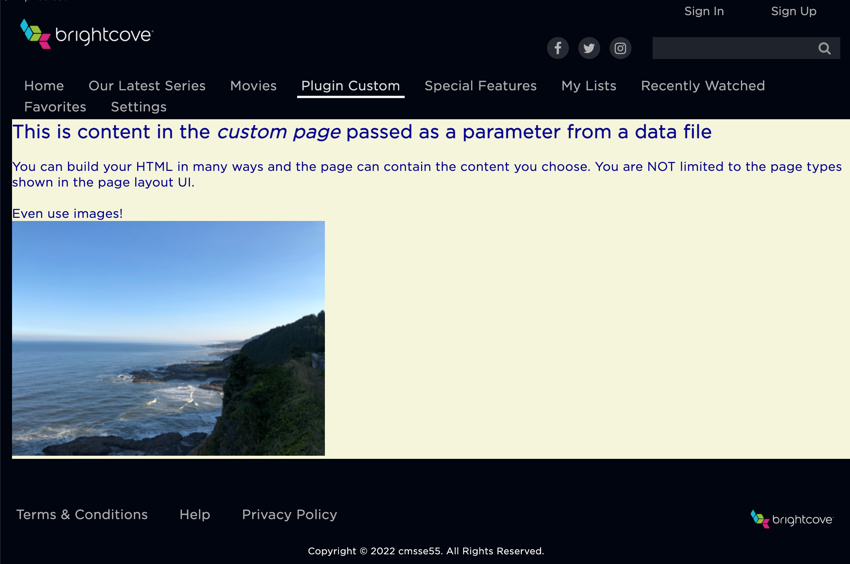 Sign In Sign Up
brightcove
Home Our Latest Series Movies Plugin Custom Special Features My Lists Recently Watched
Favorites Settings
This is content in the custom page passed as a parameter from a data file
You can build your HTML in many ways and the page can contain the content you choose. You are NOT limited to the page types
shown in the page layout UI.
Even use images!
Terms & Conditions Help Privacy Policy
brightcove
Copyright © 2022 cmsse55. All Rights Reserved.